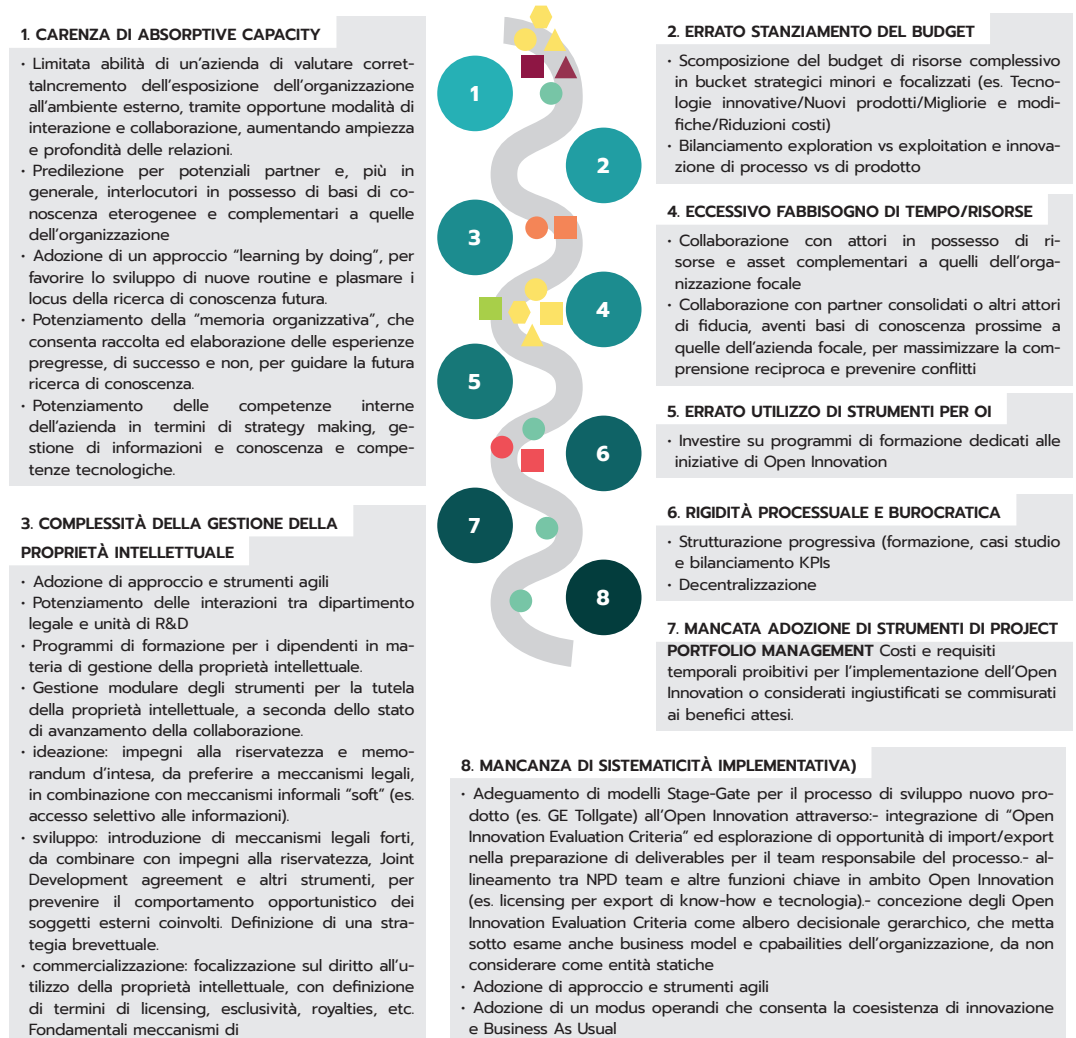 1. CARENZA DI ABSORPTIVE CAPACITY
• Limitata abilità di un’azienda di valutare corret-
taIncremento dell’esposizione dell’organizzazione
all’ambiente esterno, tramite opportune modalità di
interazione e collaborazione, aumentando ampiezza
e profondità delle relazioni.
• Predilezione per potenziali partner e, più in
generale, interlocutori in possesso di basi di co-
noscenza eterogenee e complementari a quelle
dell’organizzazione
• Adozione di un approccio “learning by doing”, per
favorire lo sviluppo di nuove routine e plasmare i
locus della ricerca di conoscenza futura.
• Potenziamento della “memoria organizzativa”, che
consenta raccolta ed elaborazione delle esperienze
pregresse, di successo e non, per guidare la futura
ricerca di conoscenza.
• Potenziamento delle competenze interne
dell’azienda in termini di strategy making, ge-
stione di informazioni e conoscenza e compe-
tenze tecnologiche.
3. COMPLESSITÀ DELLA GESTIONE DELLA
PROPRIETÀ INTELLETTUALE
• Adozione di approccio e strumenti agili
• Potenziamento delle interazioni tra dipartimento
legale e unità di R&D
• Programmi di formazione per i dipendenti in ma-
teria di gestione della proprietà intellettuale.
• Gestione modulare degli strumenti per la tutela
della proprietà intellettuale, a seconda dello stato
di avanzamento della collaborazione.
• ideazione: impegni alla riservatezza e memo-
randum d’intesa, da preferire a meccanismi legali,
in combinazione con meccanismi informali “soft” (es.
accesso selettivo alle informazioni).
• sviluppo: introduzione di meccanismi legali forti,
da combinare con impegni alla riservatezza, Joint
Development agreement e altri strumenti, per
prevenire il comportamento opportunistico dei
soggetti esterni coinvolti. Definizione di una stra-
tegia brevettuale.
• commercializzazione: focalizzazione sul diritto all’u-
tilizzo della proprietà intellettuale, con definizione
di termini di licensing, esclusività, royalties, etc.
Fondamentali meccanismi di
1
2
3
4
5
6
7
8
2. ERRATO STANZIAMENTO DEL BUDGET
• Scomposizione del budget di risorse complessivo
in bucket strategici minori e focalizzati (es. Tecno-
logie innovative/Nuovi prodotti/Migliorie e modi-
fiche/Riduzioni costi)
• Bilanciamento exploration vs exploitation e innova-
zione di processo vs di prodotto
4. ECCESSIVO FABBISOGNO DI TEMPO/RISORSE
• Collaborazione con attori in possesso di ri-
sorse e asset complementari a quelli dell’orga-
nizzazione focale
• Collaborazione con partner consolidati o altri attori
di fiducia, aventi basi di conoscenza prossime a
quelle dell’azienda focale, per massimizzare la com-
prensione reciproca e prevenire conflitti
5. ERRATO UTILIZZO DI STRUMENTI PER OI
• Investire su programmi di formazione dedicati alle
iniziative di Open Innovation
6. RIGIDITÀ PROCESSUALE E BUROCRATICA
• Strutturazione progressiva (formazione, casi studio
e bilanciamento KPIs
• Decentralizzazione
7. MANCATA ADOZIONE DI STRUMENTI DI PROJECT
PORTFOLIO MANAGEMENT Costi e requisiti
temporali proibitivi per l’implementazione dell’Open
Innovation o considerati ingiustificati se commisurati
ai benefici attesi.
8. MANCANZA DI SISTEMATICITÀ IMPLEMENTATIVA)
• Adeguamento di modelli Stage-Gate per il processo di sviluppo nuovo pro-
dotto (es. GE Tollgate) all’Open Innovation attraverso:- integrazione di “Open
Innovation Evaluation Criteria” ed esplorazione di opportunità di import/export
nella preparazione di deliverables per il team responsabile del processo.- al-
lineamento tra NPD team e altre funzioni chiave in ambito Open Innovation
(es. licensing per export di know-how e tecnologia).- concezione degli Open
Innovation Evaluation Criteria come albero decisionale gerarchico, che metta
sotto esame anche business model e cpabailities dell’organizzazione, da non
considerare come entità statiche
• Adozione di approccio e strumenti agili
• Adozione di un modus operandi che consenta la coesistenza di innovazione
e Business As Usual